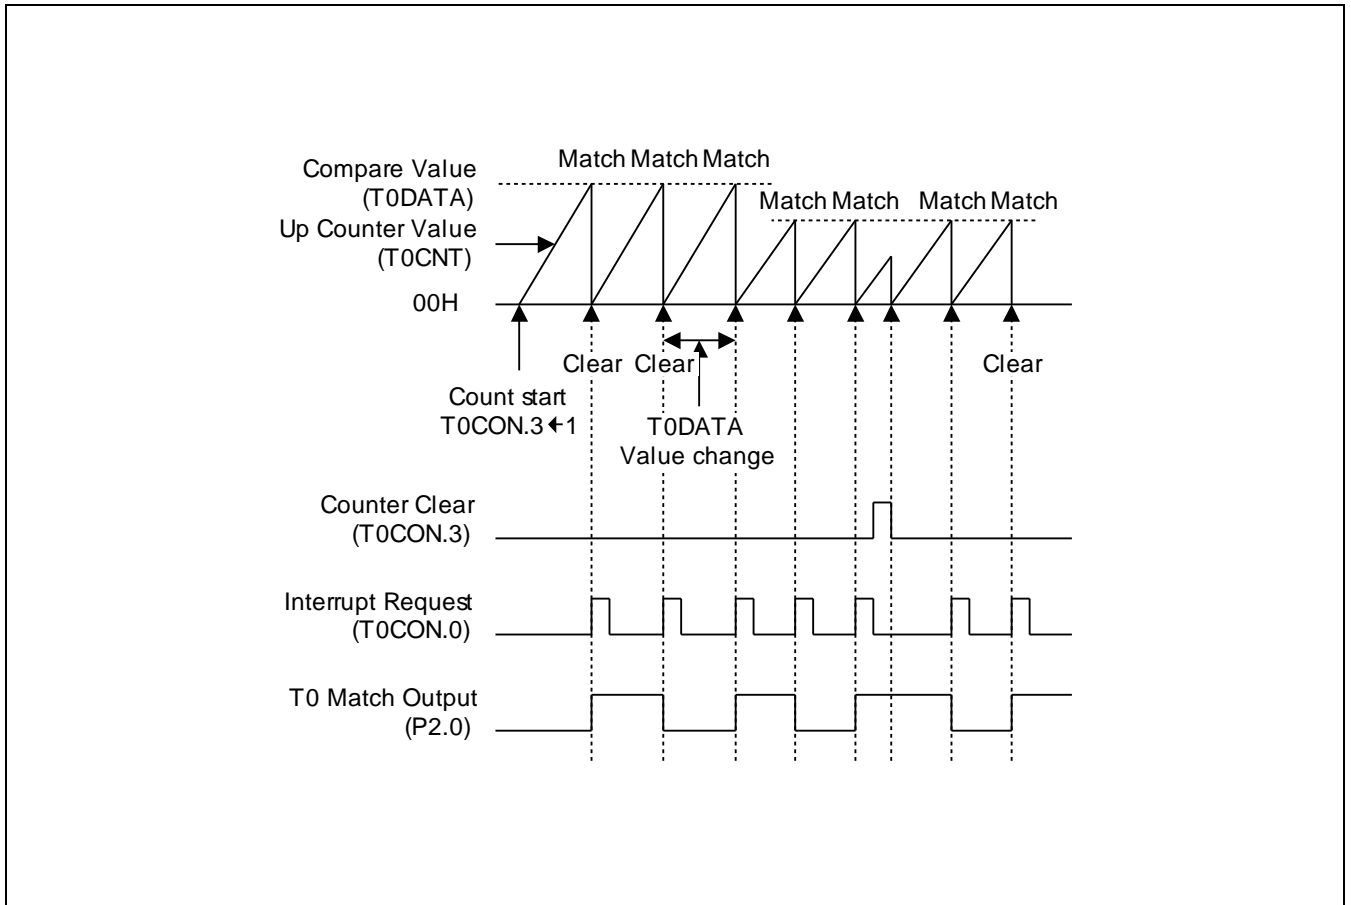 Match Match Match
Compare Value
(T0DATA)
Match Match Match Match
Up Counter Value
(T0CNT)
00H
Clear Clear Clear
Count start
T0CON.3 ← 1
T0DATA
Value change
Counter Clear
(T0CON.3)
Interrupt Request
(T0CON.0)
T0 Match Output
(P2.0)